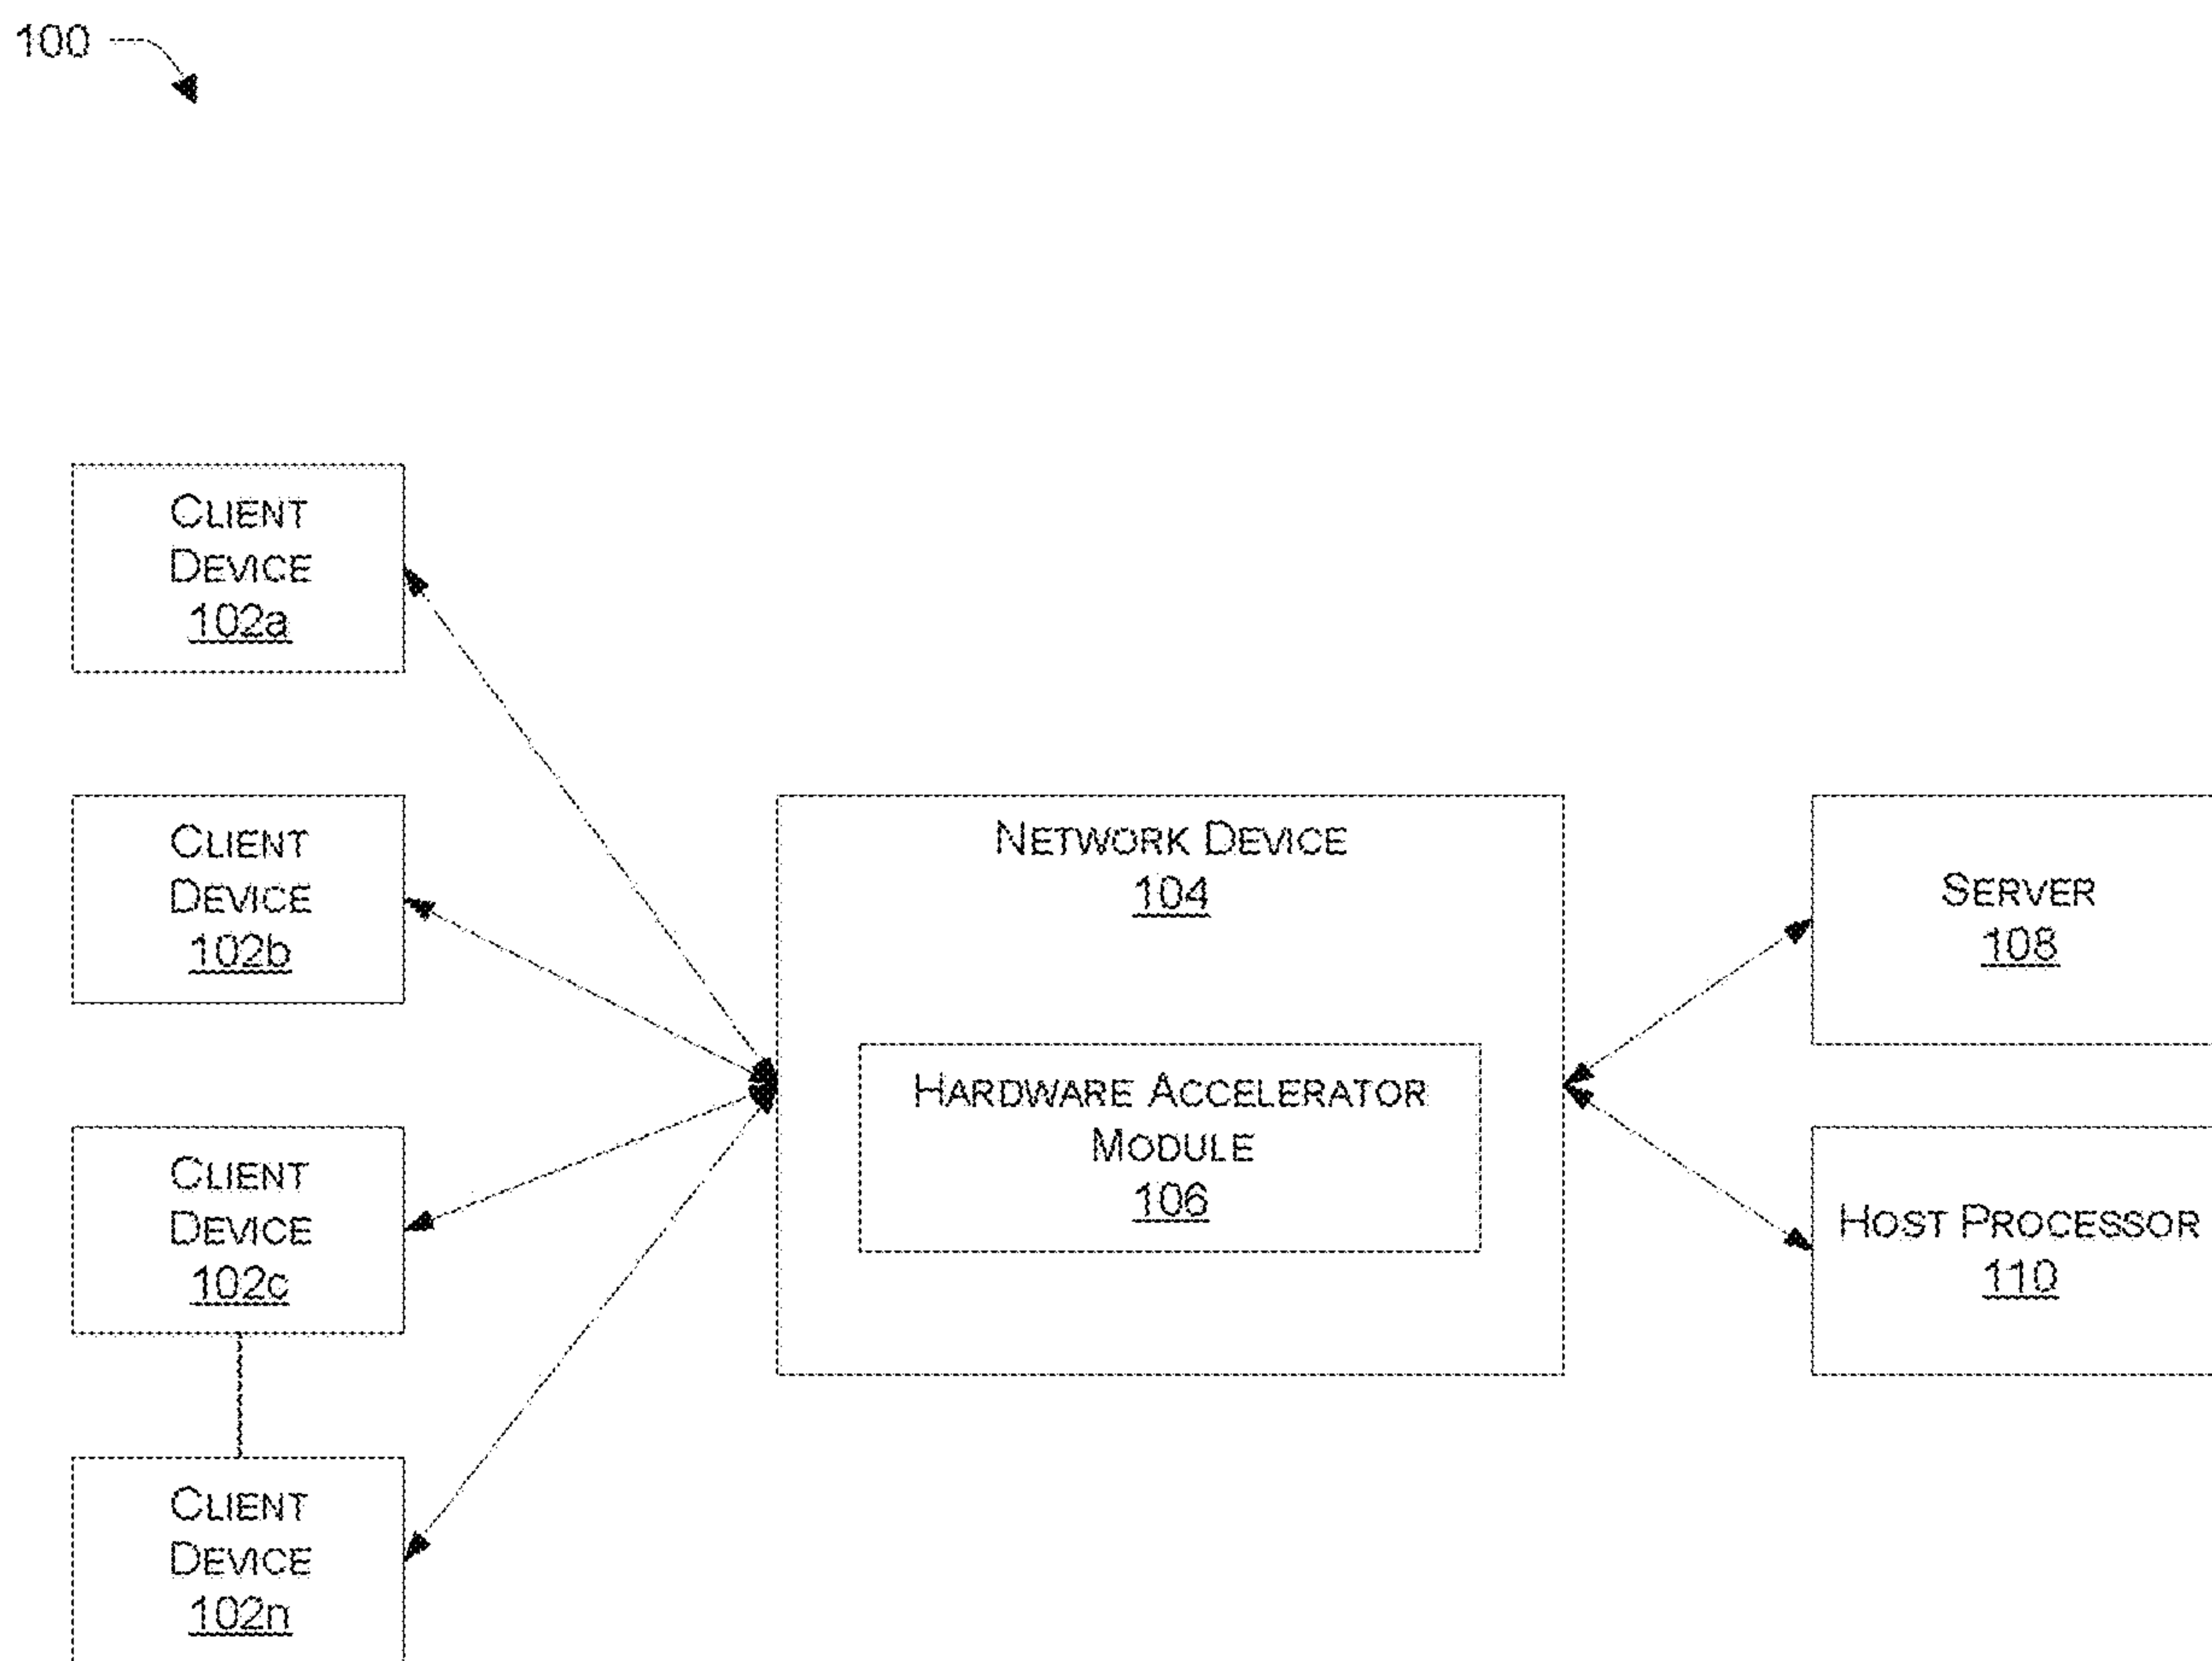 100
CLIENT
DEVICE
102a
CLIENT
DEVICE
102b
CLIENT
DEVICE
102c
CLIENT
DEVICE
102n
NETWORK DEVICE
104
HARDWARE ACCELERATOR
MODULE
106
SERVER
108
HOST PROCESSOR
110